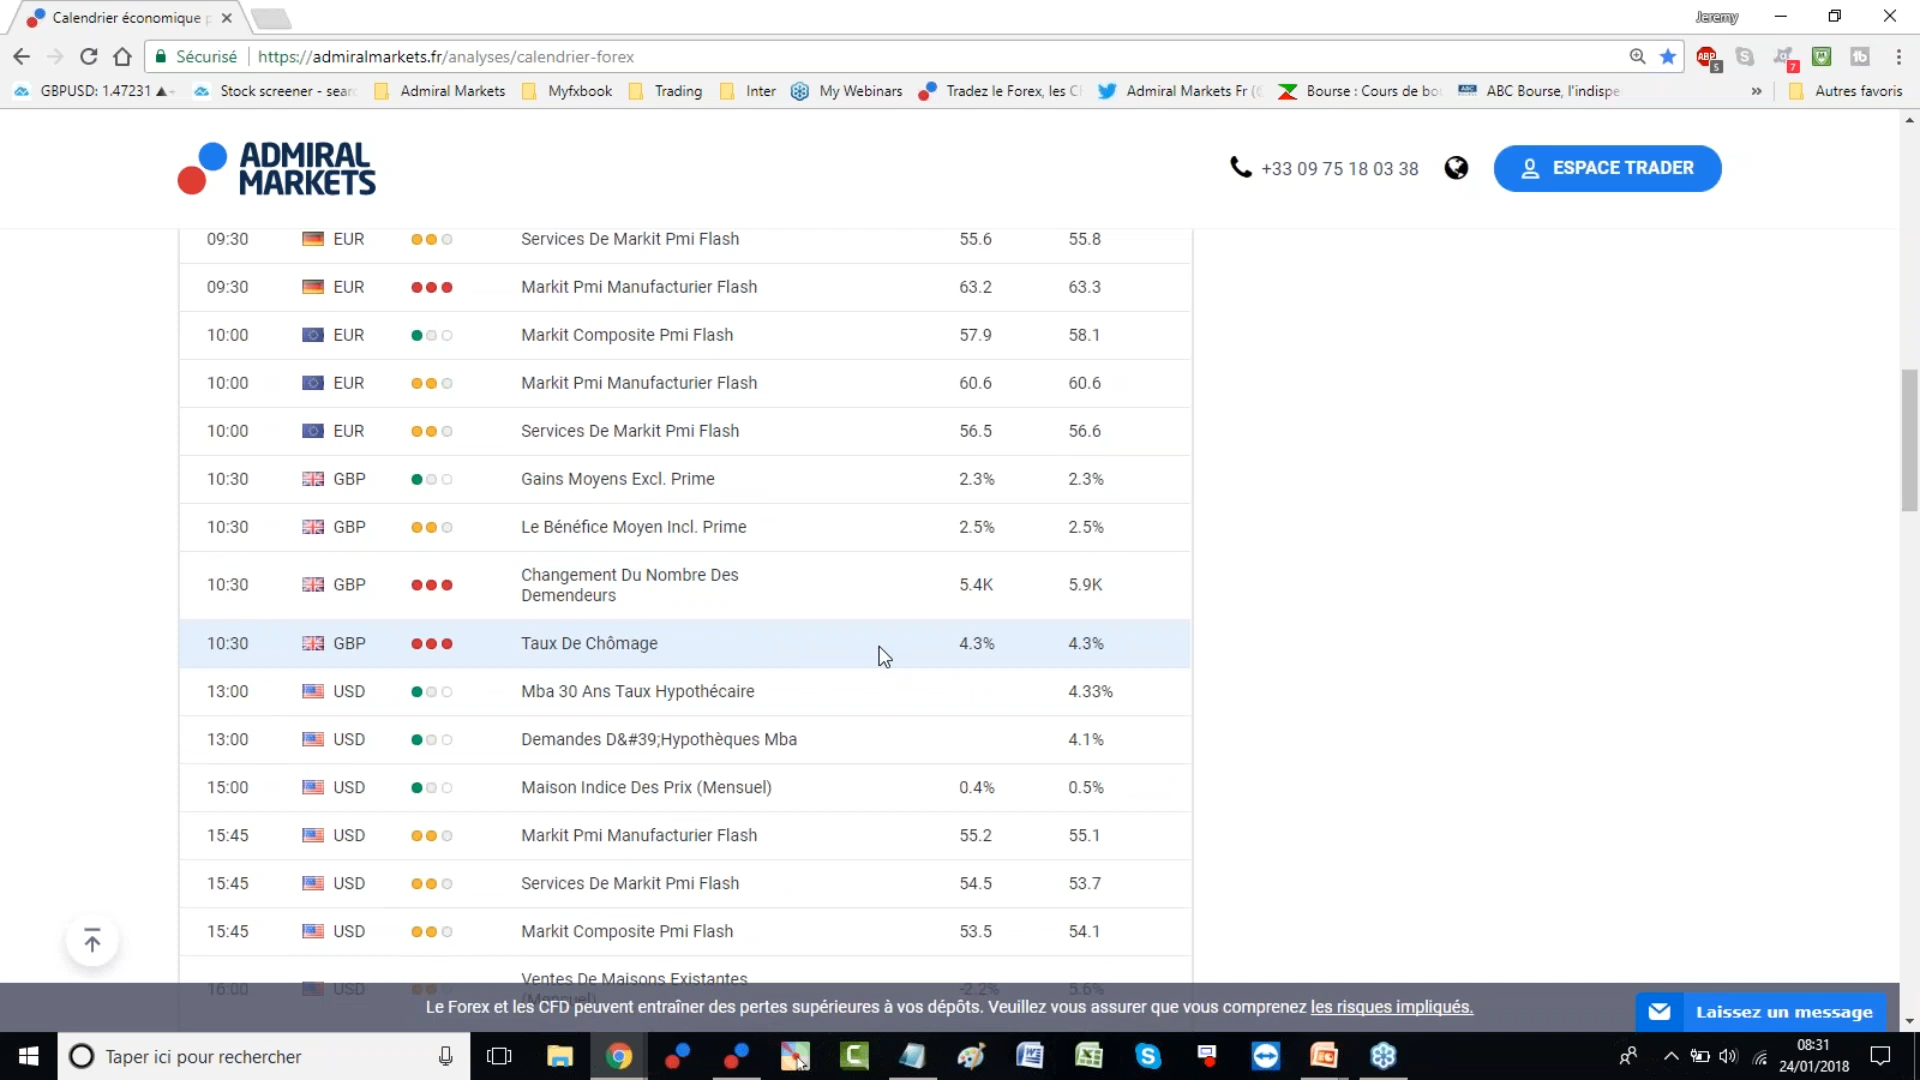 Calendrier économique p
Jeremy
Sécurisé https://admiralmarkets.fr/analyses/calendrier-forex
GBPUSD: 1.47231 ▲
Stock screener - sear
Admiral Markets
Myfxbook
Trading
Inter
My Webinars
Tradez le Forex, les CF
Admiral Markets Fr (
Bourse : Cours de bo
ABC Bourse, l'indispe
»
Autres favoris
ADMIRAL
MARKETS
+33 09 75 18 03 38
ESPACE TRADER
09:30 EUR Services De Markit Pmi Flash 55.6 55.8
09:30 EUR Markit Pmi Manufacturier Flash 63.2 63.3
10:00 EUR Markit Composite Pmi Flash 57.9 58.1
10:00 EUR Markit Pmi Manufacturier Flash 60.6 60.6
10:00 EUR Services De Markit Pmi Flash 56.5 56.6
10:30 GBP Gains Moyens Excl. Prime 2.3% 2.3%
10:30 GBP Le Bénéfice Moyen Incl. Prime 2.5% 2.5%
10:30 GBP Changement Du Nombre Des
Demendeurs 5.4K 5.9K
10:30 GBP Taux De Chômage 4.3% 4.3%
13:00 USD Mba 30 Ans Taux Hypothécaire 4.33%
13:00 USD Demandes D&#39;Hypothèques Mba 4.1%
15:00 USD Maison Indice Des Prix (Mensuel) 0.4% 0.5%
15:45 USD Markit Pmi Manufacturier Flash 55.2 55.1
15:45 USD Services De Markit Pmi Flash 54.5 53.7
15:45 USD Markit Composite Pmi Flash 53.5 54.1
16:00 USD Ventes De Maisons Existantes
(Mensuel) -2.2% 5.6%
Le Forex et les CFD peuvent entraîner des pertes supérieures à vos dépôts. Veuillez vous assurer que vous comprenez les risques impliqués.
Laissez un message
Taper ici pour rechercher
08:31
24/01/2018